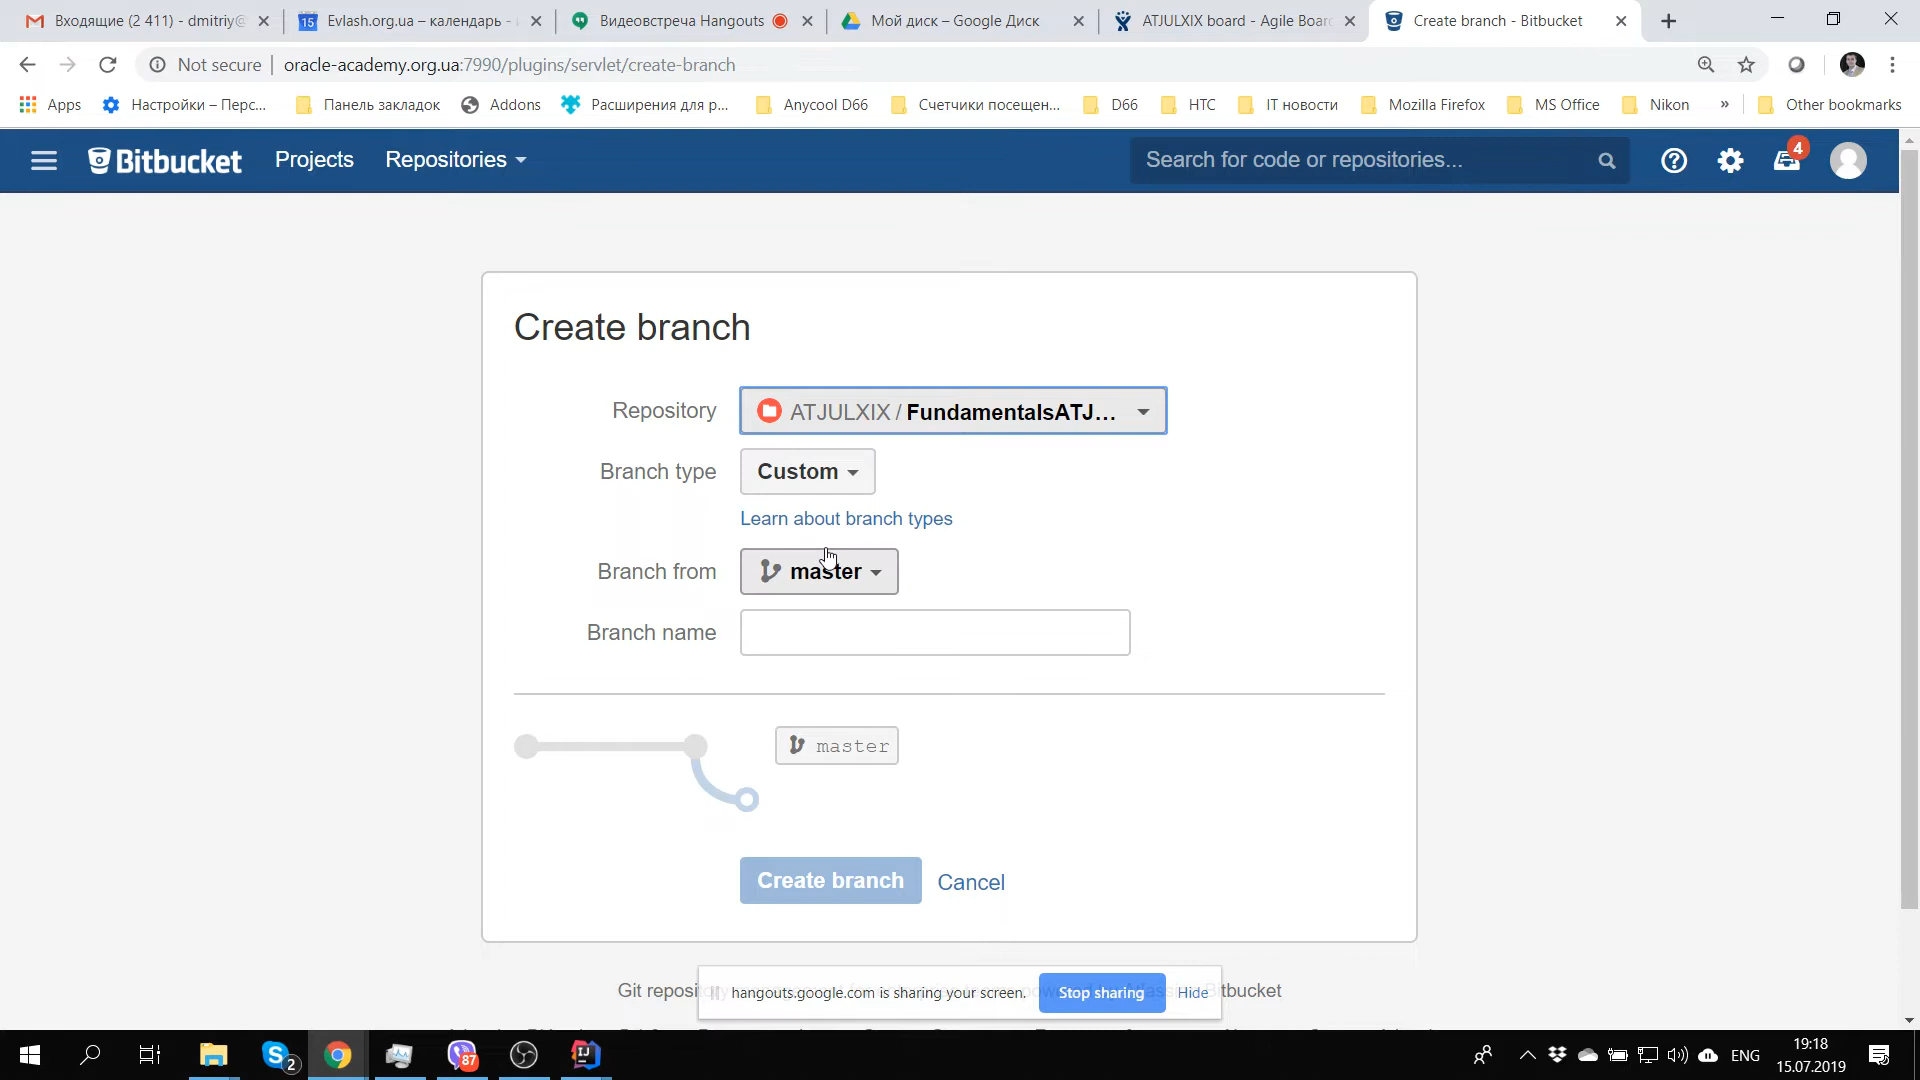 Входящие (2 411) - dmitriy@
Evlash.org.ua – календарь -
Видеовстреча Hangouts
Мой диск – Google Диск
ATJULXIX board - Agile Boar
Create branch - Bitbucket
Not secure
oracle-academy.org.ua:7990/plugins/servlet/create-branch
Apps
Настройки – Перс...
Панель закладок
Addons
Расширения для р...
Anycool D66
Счетчики посещен...
D66
HTC
IT новости
Mozilla Firefox
MS Office
Nikon
»
Other bookmarks
Bitbucket
Projects
Repositories
Search for code or repositories...
4
Create branch
Repository
ATJULXIX / FundamentalsATJ...
Branch type
Custom
Learn about branch types
Branch from
master
Branch name
master
Create branch
Cancel
Git reposi
hangouts.google.com is sharing your screen.
Stop sharing
Hide
tbucket
2
87
ENG
19:18
15.07.2019